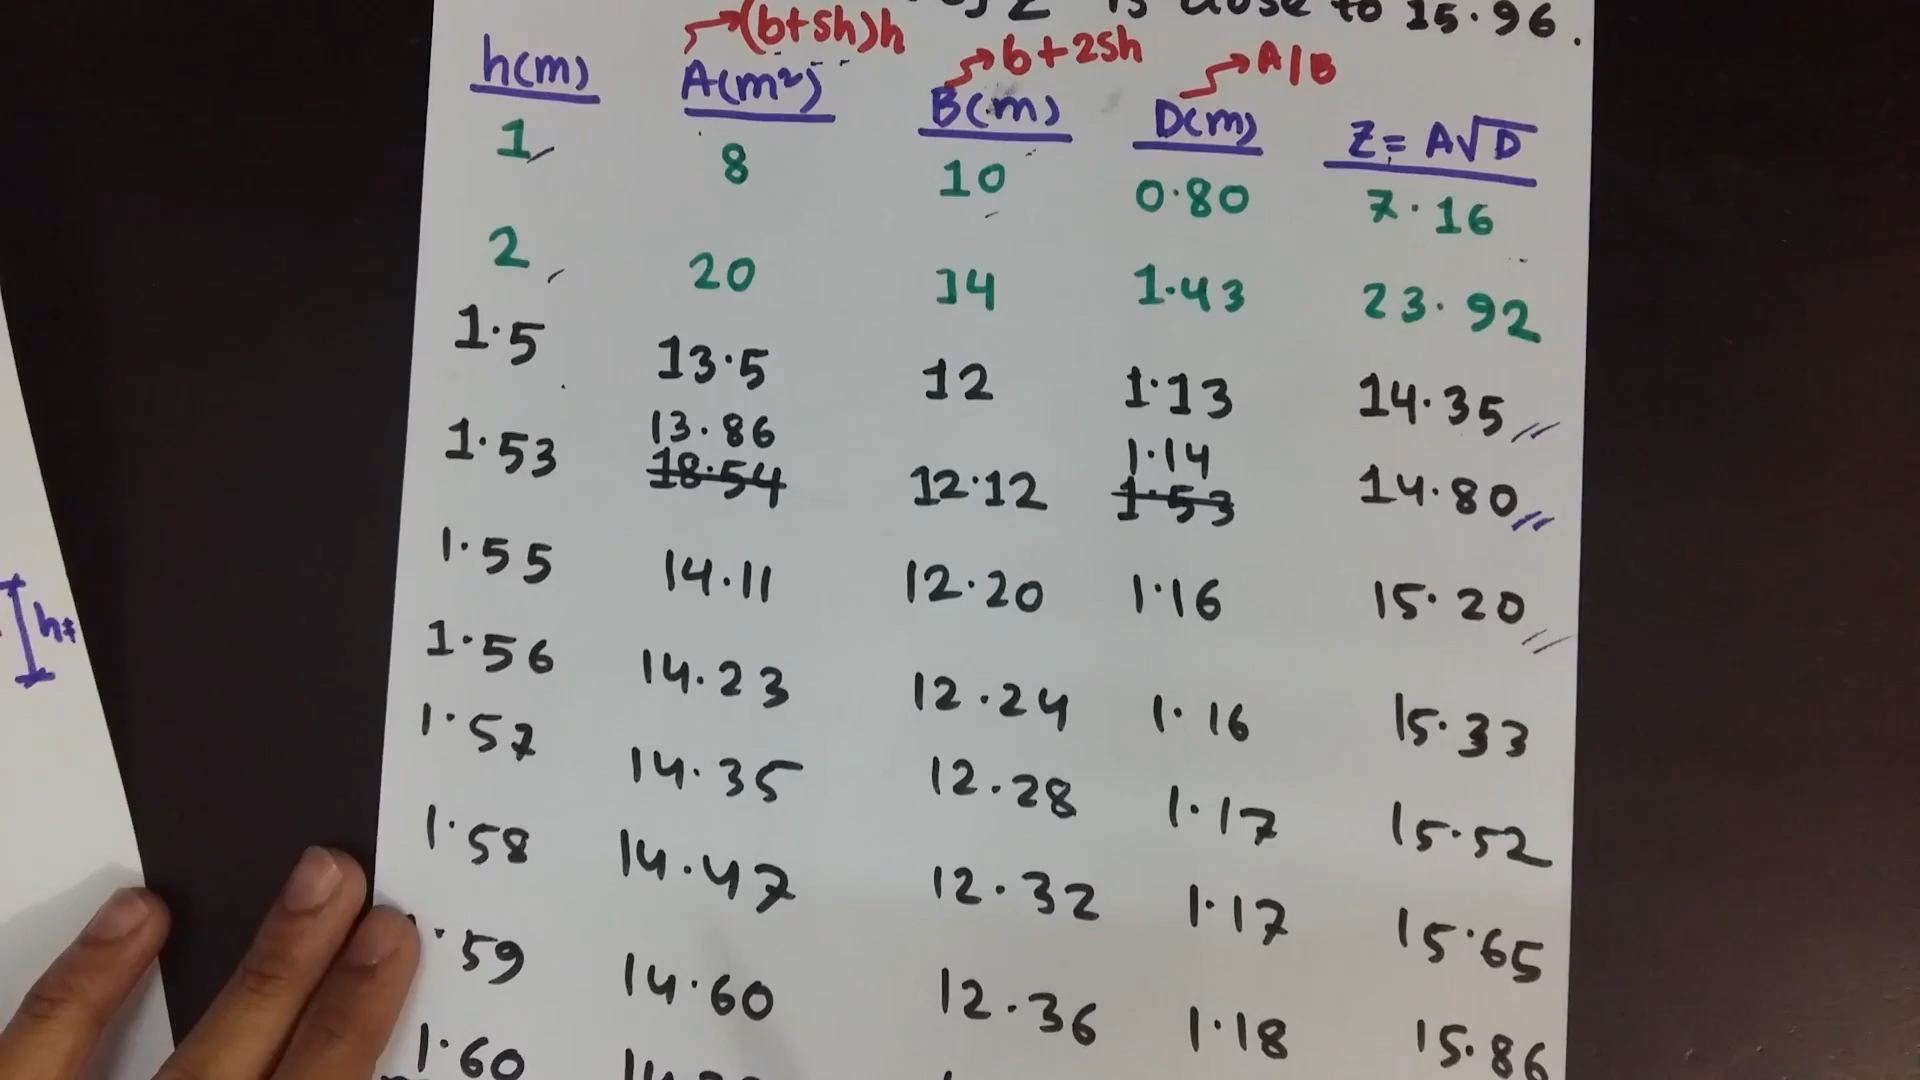 Z is close to 15.96.
(b+sh)h
b+2sh
A/B
h(m) A(m²) B(m) D(m) Z = A√D
1 8 10 0.80 7.16
2 20 14 1.43 23.92
1.5 13.5 12 1.13 14.35
13.86 1.14
1.53 18.54 12.12 1.53 14.80
1.55 14.11 12.20 1.16 15.20
1.56 14.23 12.24 1.16 15.33
1.57 14.35 12.28 1.17 15.52
1.58 14.47 12.32 1.17 15.65
.59 14.60 12.36 1.18 15.86
1.60